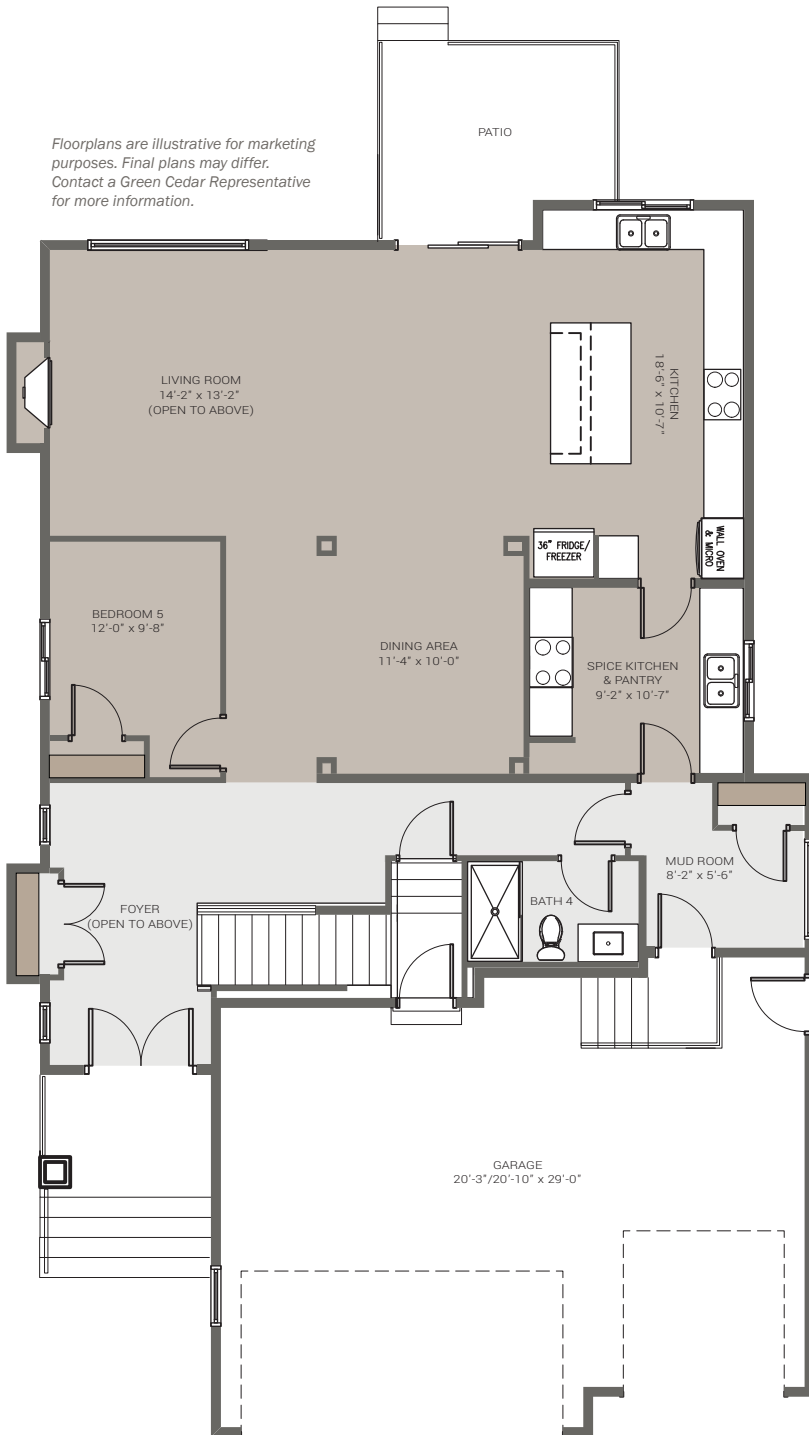 PATIO
Floorplans are illustrative for marketing
purposes. Final plans may differ.
Contact a Green Cedar Representative
for more information.
LIVING ROOM
14'-2" x 13'-2"
(OPEN TO ABOVE)
KITCHEN
18'-6" x 10'-7"
36" FRIDGE/
FREEZER
WALL OVEN
& MICRO
BEDROOM 5
12'-0" x 9'-8"
DINING AREA
11'-4" x 10'-0"
SPICE KITCHEN
& PANTRY
9'-2" x 10'-7"
MUD ROOM
8'-2" x 5'-6"
FOYER
(OPEN TO ABOVE)
BATH 4
GARAGE
20'-3"/20'-10" x 29'-0"